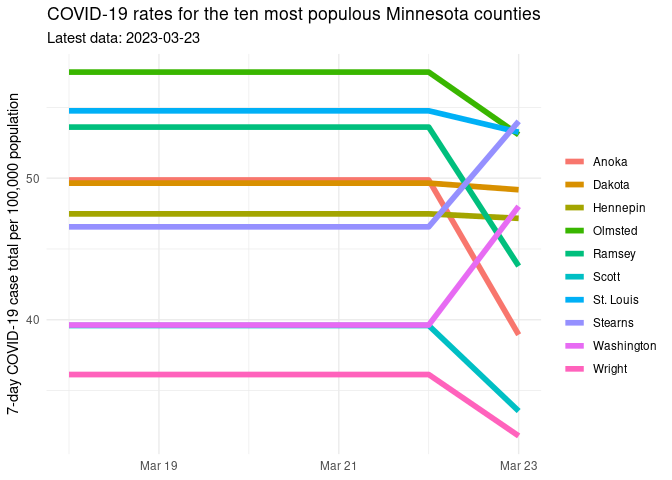 COVID-19 rates for the ten most populous Minnesota counties
Latest data: 2023-03-23
7-day COVID-19 case total per 100,000 population
50
40
Mar 19
Mar 21
Mar 23
Anoka
Dakota
Hennepin
Olmsted
Ramsey
Scott
St. Louis
Stearns
Washington
Wright